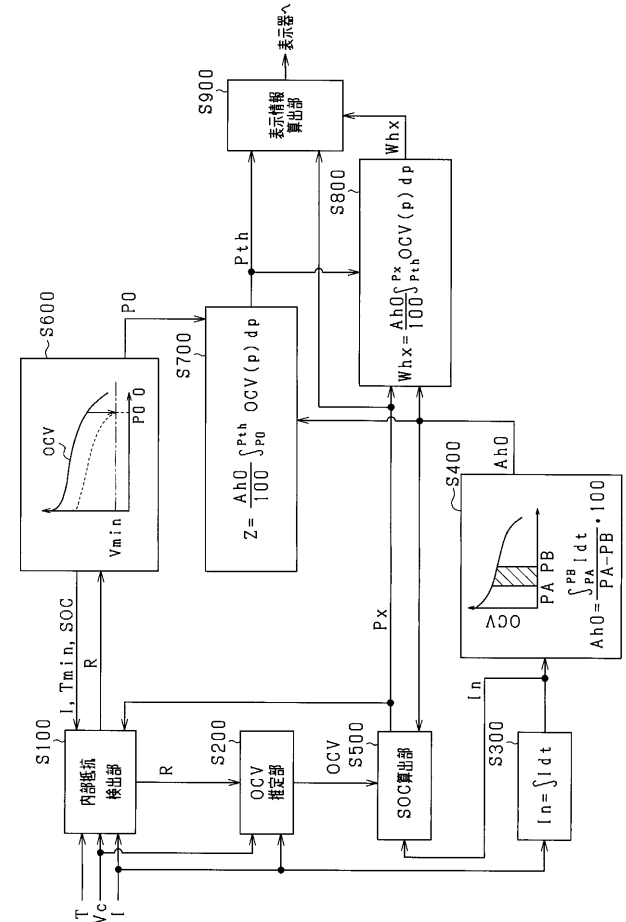 T
Vc
I
S100
内部抵抗
検出部
I, Tmin, SOC
R
S600
OCV
Vmin
P0 0
P0
R
S200
OCV
推定部
OCV
S700
Z= Ah0/100 ∫P0 Pth OCV(p)dp
Pth
S900
表示情報
算出部
表示器へ
S500
SOC算出部
Px
S800
Whx= Ah0/100 ∫Pth Px OCV(p)dp
Whx
S300
In=∫Idt
In
S400
OCV
PA PB
Ah0= ∫PA PB Idt/PA-PB ·100
Ah0